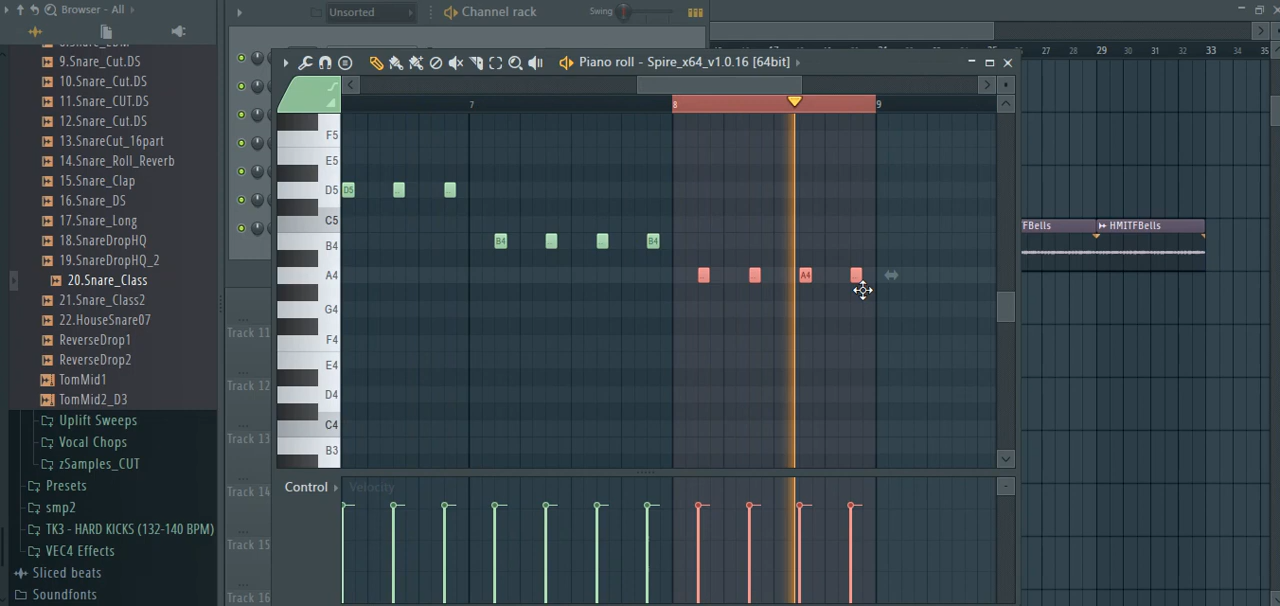 Browser - All
Unsorted
Channel rack
Swing
9.Snare_Cut.DS
10.Snare_Cut.DS
11.Snare_CUT.DS
12.Snare_Cut.DS
13.SnareCut_16part
14.Snare_Roll_Reverb
15.Snare_Clap
16.Snare_DS
17.Snare_Long
18.SnareDropHQ
19.SnareDropHQ_2
20.Snare_Class
21.Snare_Class2
22.HouseSnare07
ReverseDrop1
ReverseDrop2
TomMid1
TomMid2_D3
Uplift Sweeps
Vocal Chops
zSamples_CUT
Presets
smp2
TK3 - HARD KICKS (132-140 BPM)
VEC4 Effects
Sliced beats
Soundfonts
Track 11
Track 12
Track 13
Track 14
Track 15
Track 16
Piano roll - Spire_x64_v1.0.16 [64bit]
7
8
9
F5
E5
D5
C5
B4
A4
G4
F4
E4
D4
C4
B3
D5
B4
B4
A4
Control
Velocity
27 28 29 30 31 32 33 34 35
FBells
HMITFBells